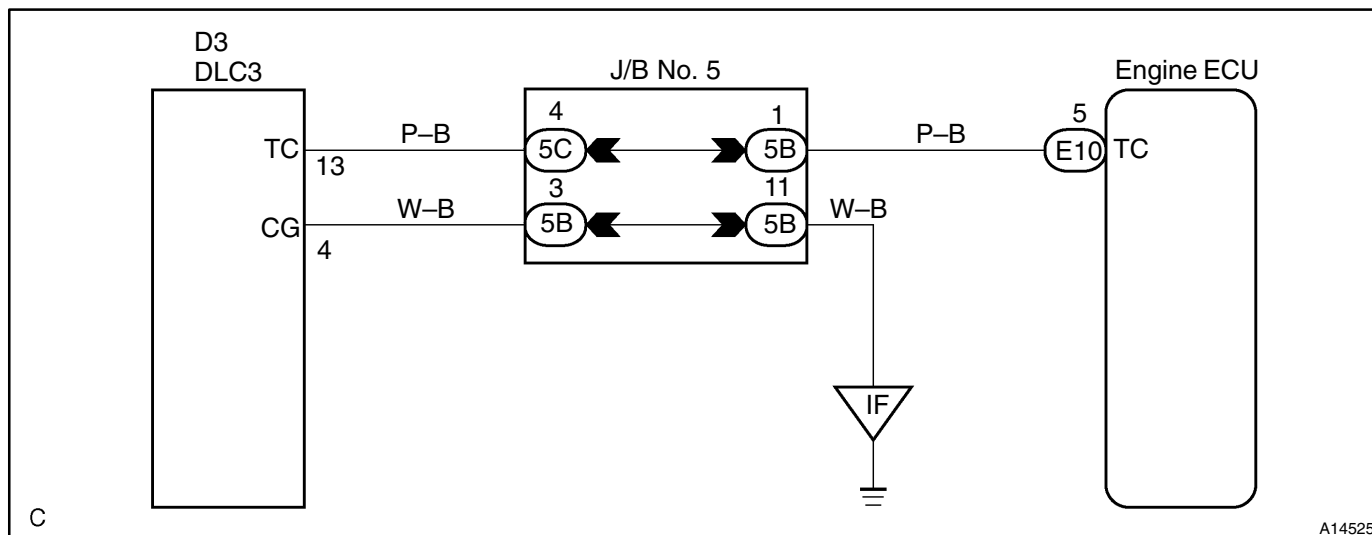 D3
DLC3
J/B No. 5
Engine ECU
4
1
5
TC
P–B
5C
5B
P–B
E10
TC
13
3
11
CG
W–B
5B
5B
W–B
4
IF
C
A14525